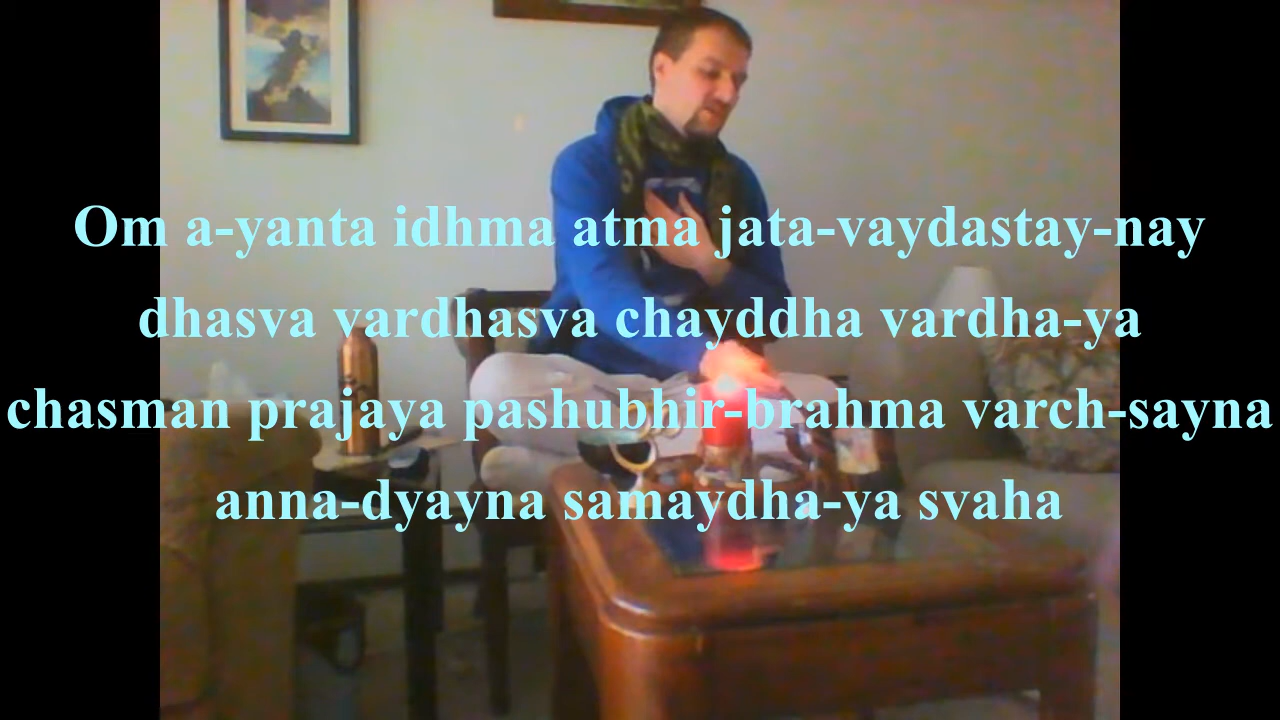 Om a-yanta idhma atma jata-vaydastay-nay
dhasva vardhasva chayddha vardha-ya
chasman prajaya pashubhir-brahma varch-sayna
anna-dyayna samaydha-ya svaha